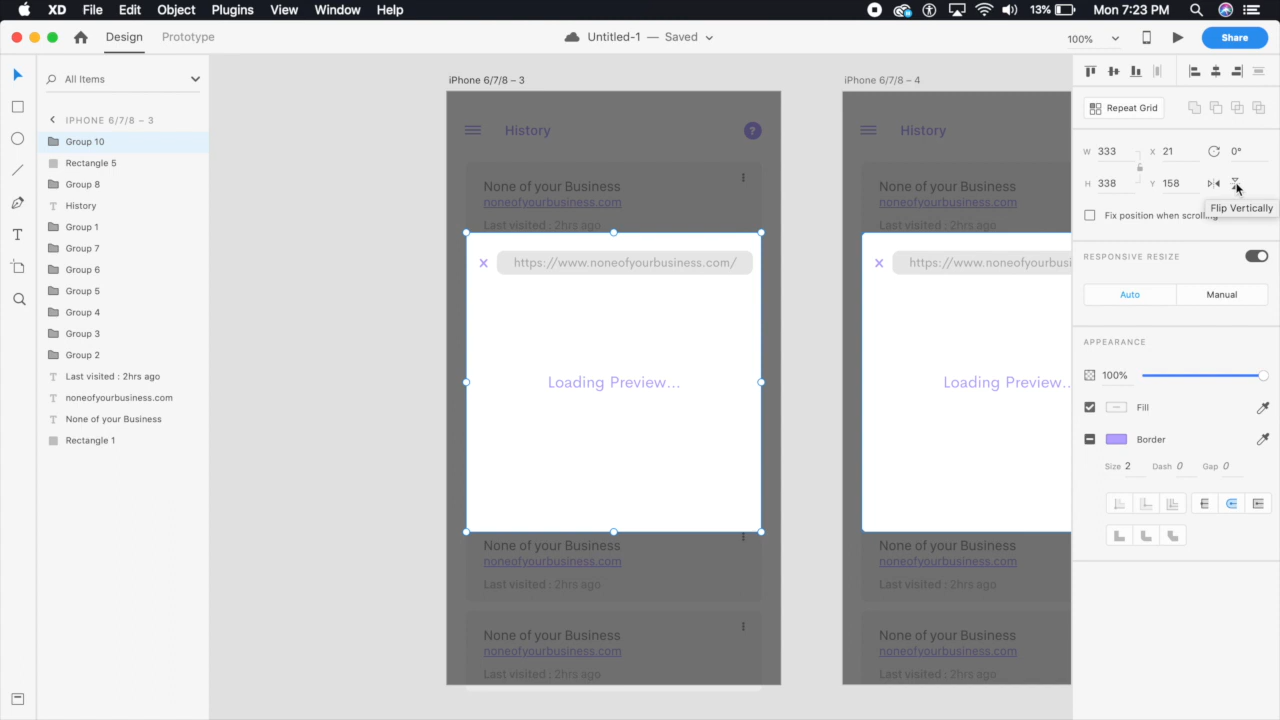 XD File Edit Object Plugins View Window Help 13% Mon 7:23 PM
Design Prototype Untitled-1 — Saved 100% Share
All Items
IPHONE 6/7/8 – 3
Group 10
Rectangle 5
Group 8
History
Group 1
Group 7
Group 6
Group 5
Group 4
Group 3
Group 2
Last visited : 2hrs ago
noneofyourbusiness.com
None of your Business
Rectangle 1
iPhone 6/7/8 – 3
History ?
None of your Business
noneofyourbusiness.com
Last visited : 2hrs ago
× https://www.noneofyourbusiness.com/
Loading Preview...
None of your Business
noneofyourbusiness.com
Last visited : 2hrs ago
None of your Business
noneofyourbusiness.com
Last visited : 2hrs ago
iPhone 6/7/8 – 4
History
None of your Business
noneofyourbusiness.com
Last visited : 2hrs ago
× https://www.noneofyourbusi
Loading Preview..
None of your Business
noneofyourbusiness.com
Last visited : 2hrs ago
None of your Business
noneofyourbusiness.com
Last visited : 2hrs ago
Repeat Grid
W 333 X 21 0°
H 338 Y 158
Flip Vertically
Fix position when scrolling
RESPONSIVE RESIZE
Auto Manual
APPEARANCE
100%
Fill
Border
Size 2 Dash 0 Gap 0